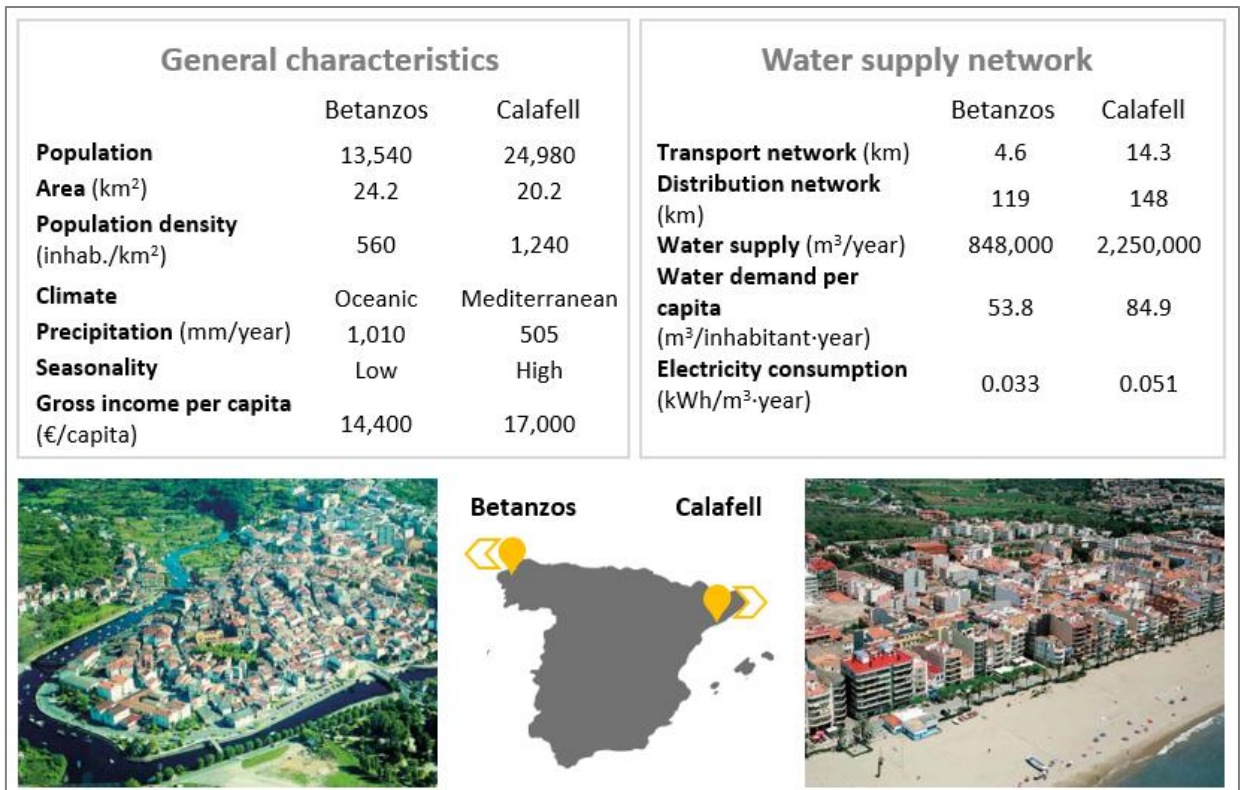 General characteristics
Betanzos Calafell
Population 13,540 24,980
Area (km²) 24.2 20.2
Population density
(inhab./km²) 560 1,240
Climate Oceanic Mediterranean
Precipitation (mm/year) 1,010 505
Seasonality Low High
Gross income per capita
(€/capita) 14,400 17,000
Water supply network
Betanzos Calafell
Transport network (km) 4.6 14.3
Distribution network
(km) 119 148
Water supply (m³/year) 848,000 2,250,000
Water demand per
capita 53.8 84.9
(m³/inhabitant·year)
Electricity consumption
(kWh/m³·year) 0.033 0.051
Betanzos Calafell